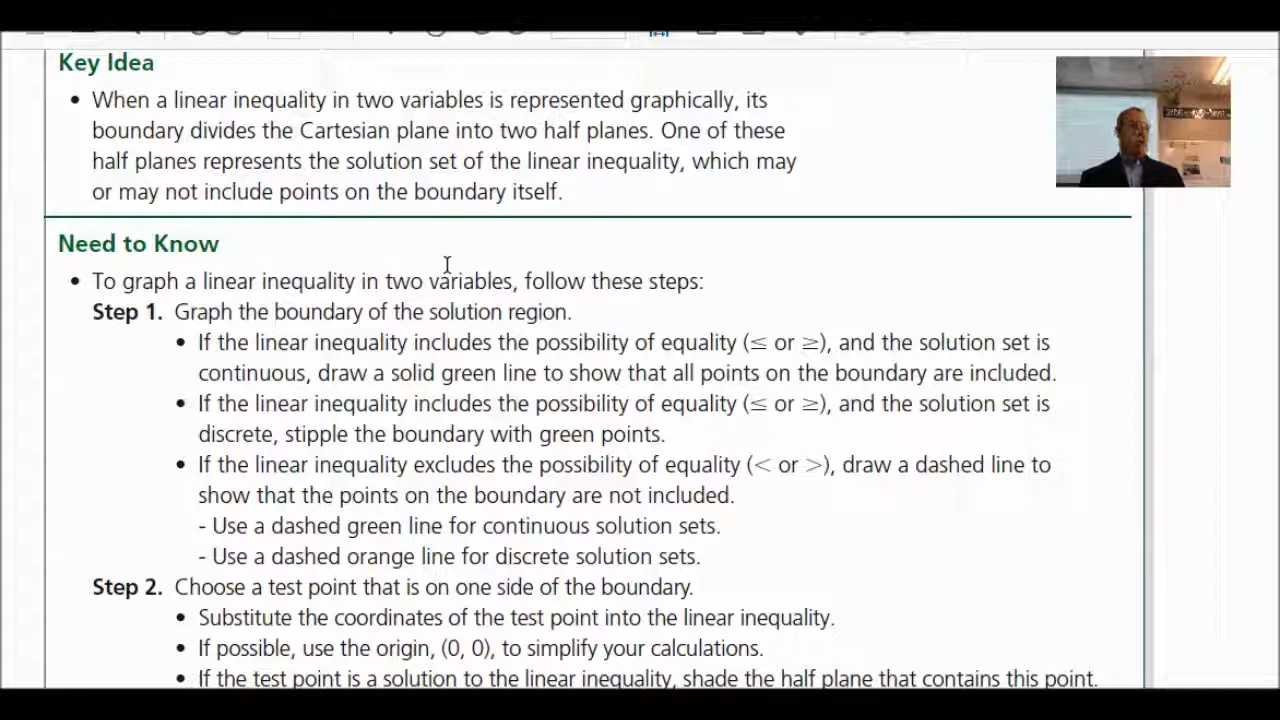 Key Idea
• When a linear inequality in two variables is represented graphically, its
boundary divides the Cartesian plane into two half planes. One of these
half planes represents the solution set of the linear inequality, which may
or may not include points on the boundary itself.
Need to Know
• To graph a linear inequality in two variables, follow these steps:
Step 1. Graph the boundary of the solution region.
• If the linear inequality includes the possibility of equality (≤ or ≥), and the solution set is
continuous, draw a solid green line to show that all points on the boundary are included.
• If the linear inequality includes the possibility of equality (≤ or ≥), and the solution set is
discrete, stipple the boundary with green points.
• If the linear inequality excludes the possibility of equality (< or >), draw a dashed line to
show that the points on the boundary are not included.
- Use a dashed green line for continuous solution sets.
- Use a dashed orange line for discrete solution sets.
Step 2. Choose a test point that is on one side of the boundary.
• Substitute the coordinates of the test point into the linear inequality.
• If possible, use the origin, (0, 0), to simplify your calculations.
• If the test point is a solution to the linear inequality, shade the half plane that contains this point.